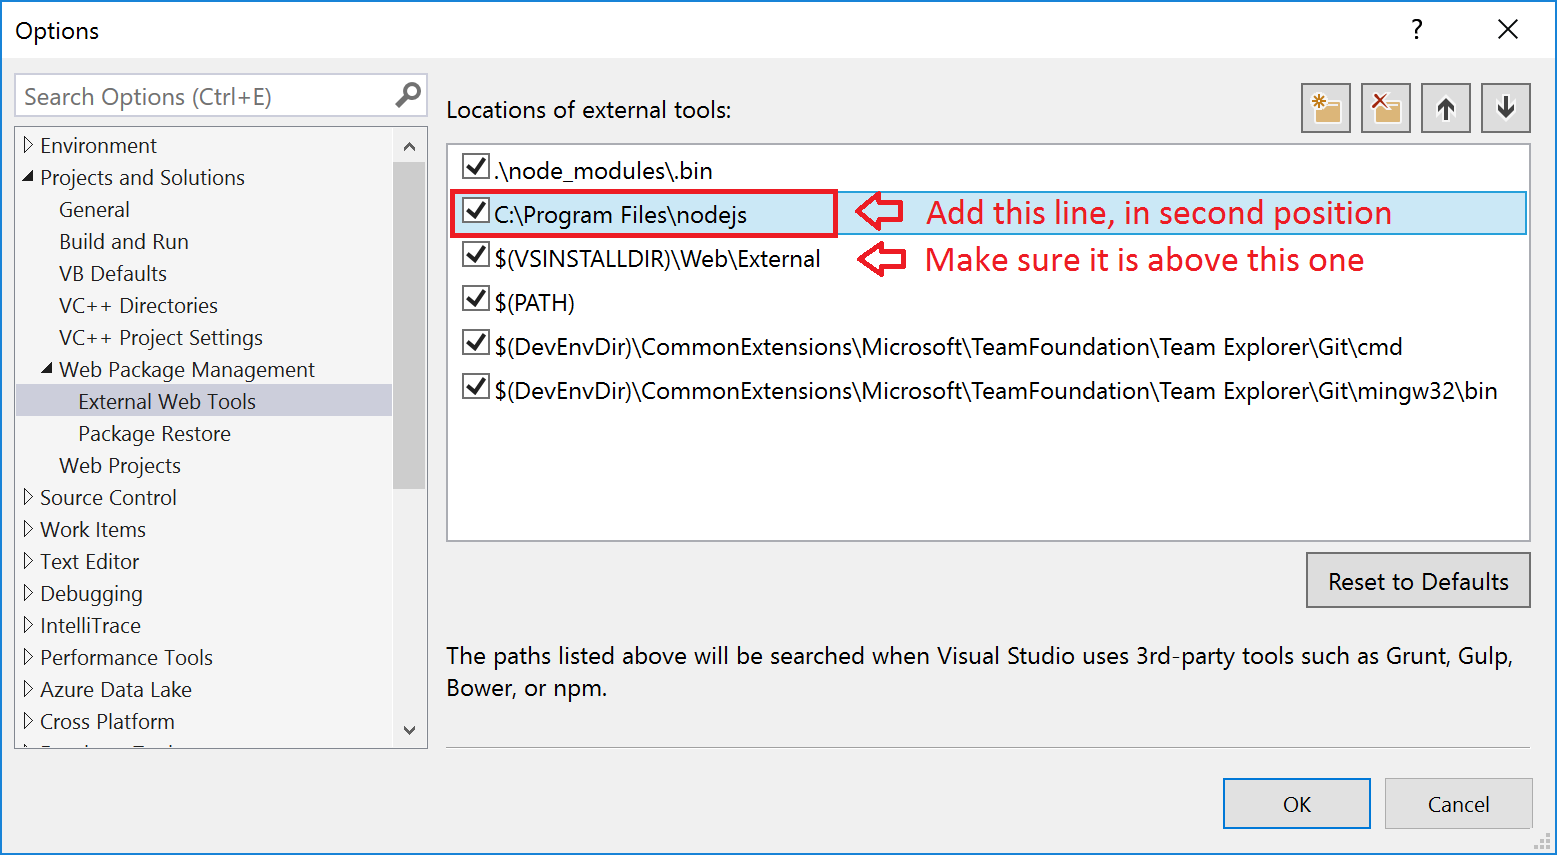 Options
?
Search Options (Ctrl+E)
Environment
Projects and Solutions
General
Build and Run
VB Defaults
VC++ Directories
VC++ Project Settings
Web Package Management
External Web Tools
Package Restore
Web Projects
Source Control
Work Items
Text Editor
Debugging
IntelliTrace
Performance Tools
Azure Data Lake
Cross Platform
Locations of external tools:
.\node_modules\.bin
C:\Program Files\nodejs
Add this line, in second position
$(VSINSTALLDIR)\Web\External
Make sure it is above this one
$(PATH)
$(DevEnvDir)\CommonExtensions\Microsoft\TeamFoundation\Team Explorer\Git\cmd
$(DevEnvDir)\CommonExtensions\Microsoft\TeamFoundation\Team Explorer\Git\mingw32\bin
Reset to Defaults
The paths listed above will be searched when Visual Studio uses 3rd-party tools such as Grunt, Gulp,
Bower, or npm.
OK
Cancel